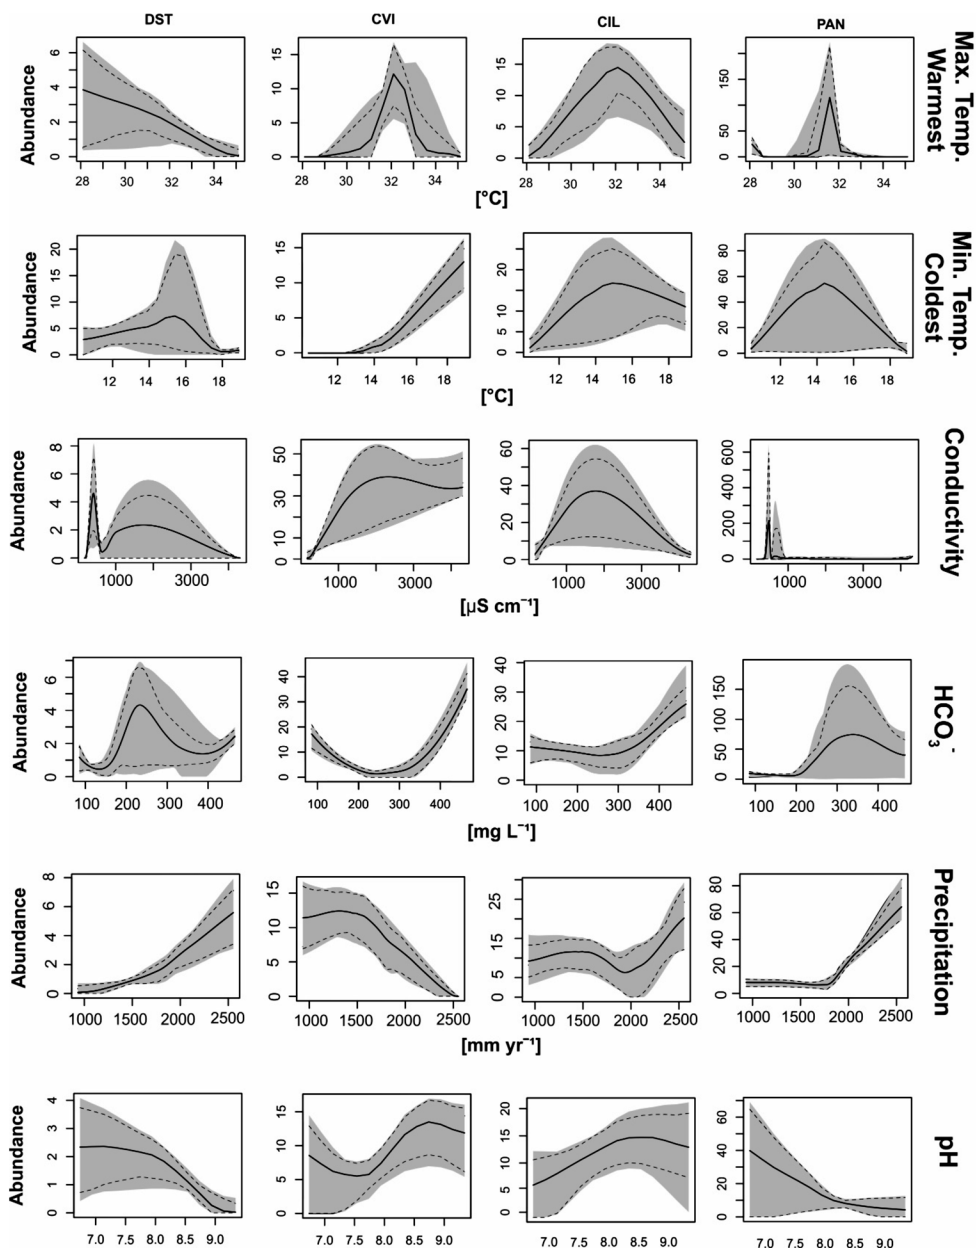 DST CVI CIL PAN
Abundance 0 2 4 6 0 5 10 15 0 5 10 15 0 50 150 Max. Temp. Warmest
28 30 32 34 28 30 32 34 28 30 32 34 28 30 32 34
[°C]
Abundance 0 5 10 15 20 0 5 10 15 0 5 10 15 20 0 20 40 60 80 Min. Temp. Coldest
12 14 16 18 12 14 16 18 12 14 16 18 12 14 16 18
[°C]
Abundance 0 2 4 6 8 0 10 30 50 0 20 40 60 0 200 400 600 Conductivity
1000 3000 1000 3000 1000 3000 1000 3000
[µS cm⁻¹]
Abundance 0 2 4 6 0 10 20 30 40 0 10 20 30 40 0 50 100 150 HCO₃⁻
100 200 300 400 100 200 300 400 100 200 300 400 100 200 300 400
[mg L⁻¹]
Abundance 0 2 4 6 8 0 5 10 15 0 5 15 25 0 20 40 60 80 Precipitation
1000 1500 2000 2500 1000 1500 2000 2500 1000 1500 2000 2500 1000 1500 2000 2500
[mm yr⁻¹]
Abundance 0 1 2 3 4 0 5 10 15 0 5 10 15 20 0 20 40 60 pH
7.0 7.5 8.0 8.5 9.0 7.0 7.5 8.0 8.5 9.0 7.0 7.5 8.0 8.5 9.0 7.0 7.5 8.0 8.5 9.0